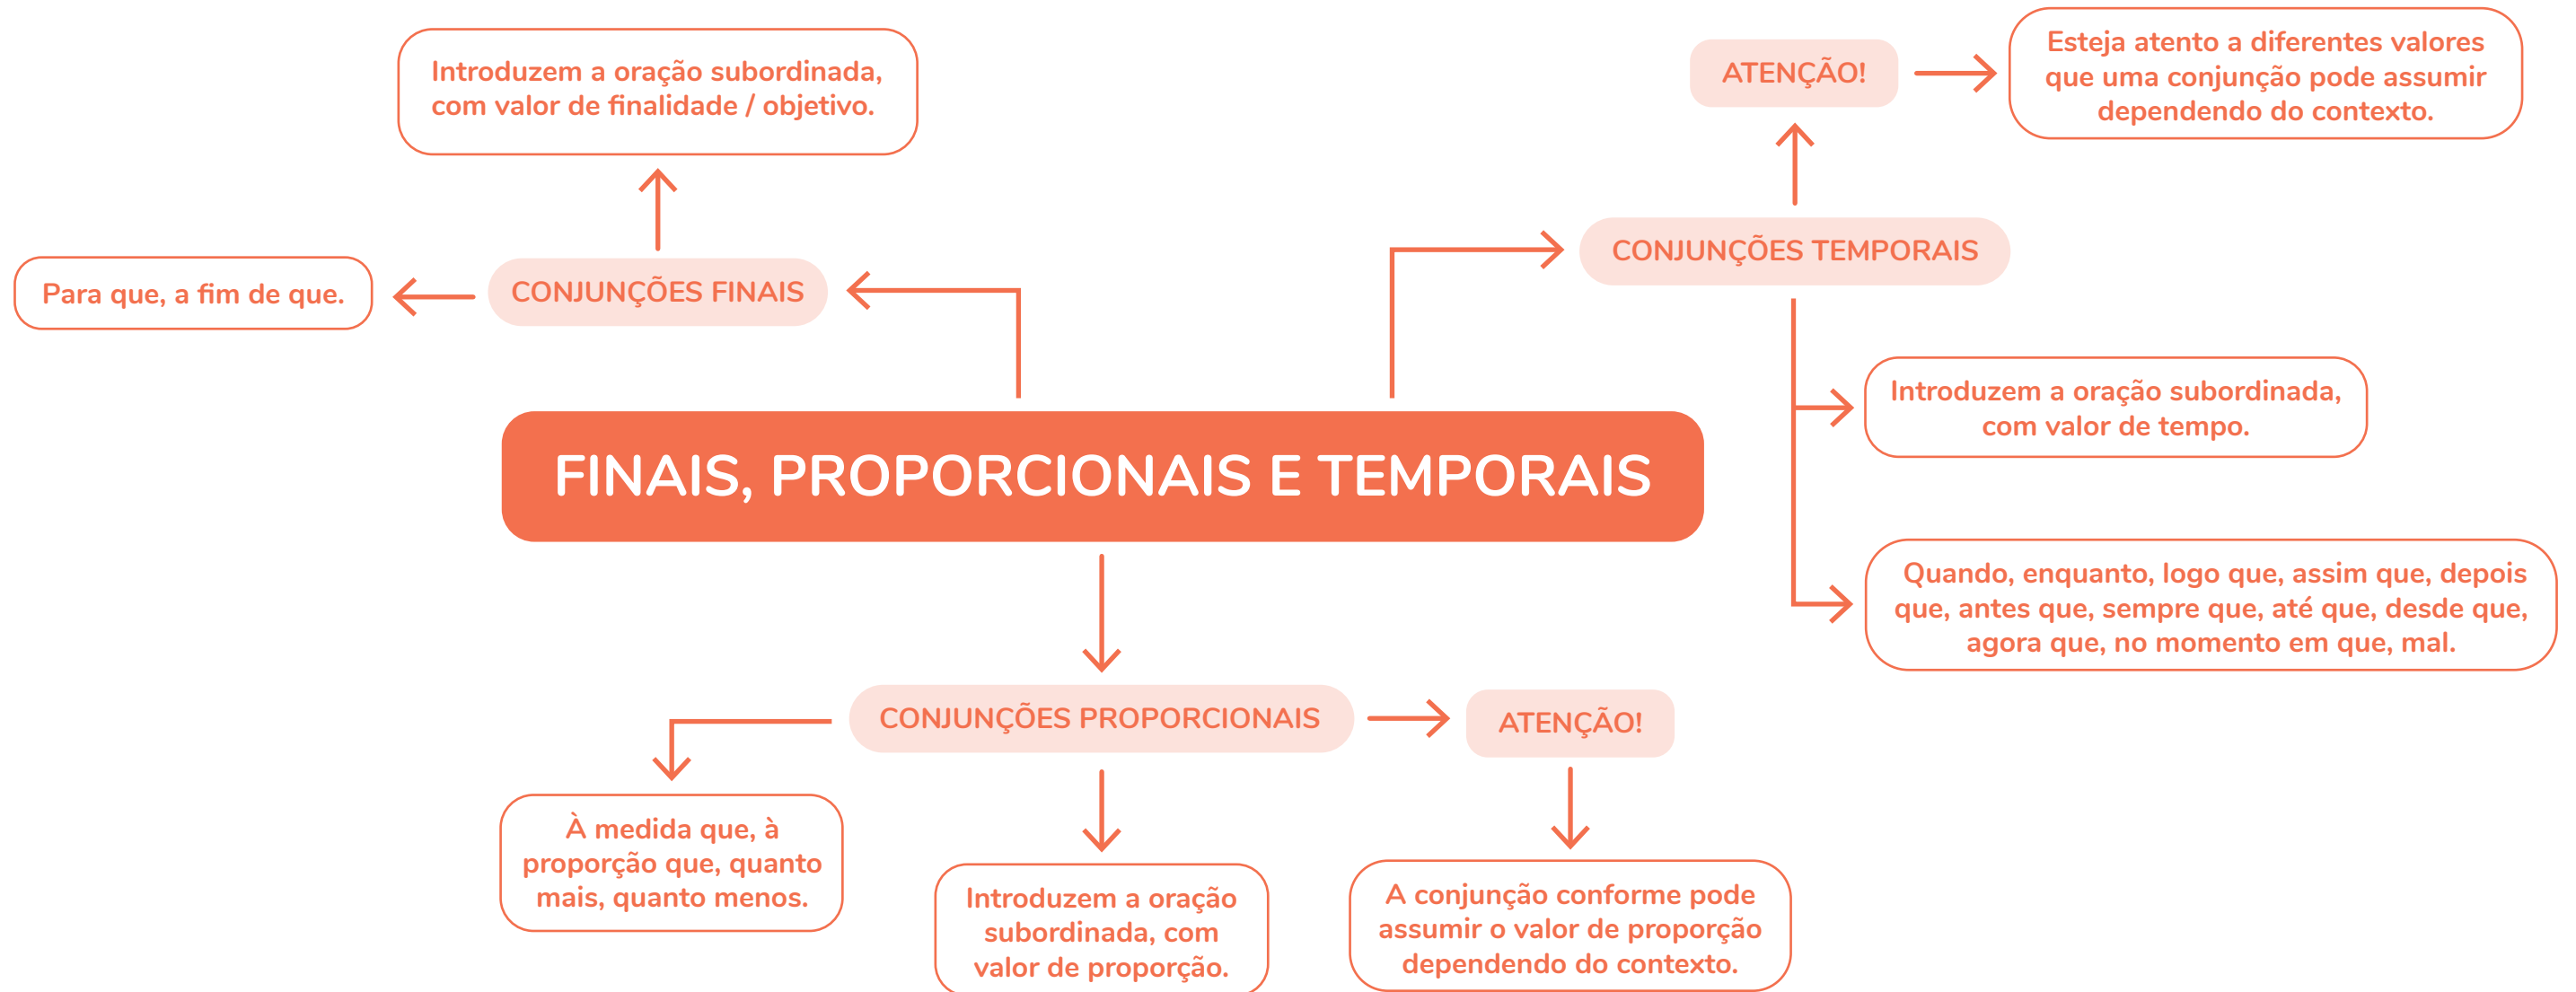 Introduzem a oração subordinada,
com valor de finalidade / objetivo.
Para que, a fim de que.
CONJUNÇÕES FINAIS
ATENÇÃO!
Esteja atento a diferentes valores
que uma conjunção pode assumir
dependendo do contexto.
CONJUNÇÕES TEMPORAIS
Introduzem a oração subordinada,
com valor de tempo.
Quando, enquanto, logo que, assim que, depois
que, antes que, sempre que, até que, desde que,
agora que, no momento em que, mal.
FINAIS, PROPORCIONAIS E TEMPORAIS
CONJUNÇÕES PROPORCIONAIS
ATENÇÃO!
À medida que, à
proporção que, quanto
mais, quanto menos.
Introduzem a oração
subordinada, com
valor de proporção.
A conjunção conforme pode
assumir o valor de proporção
dependendo do contexto.